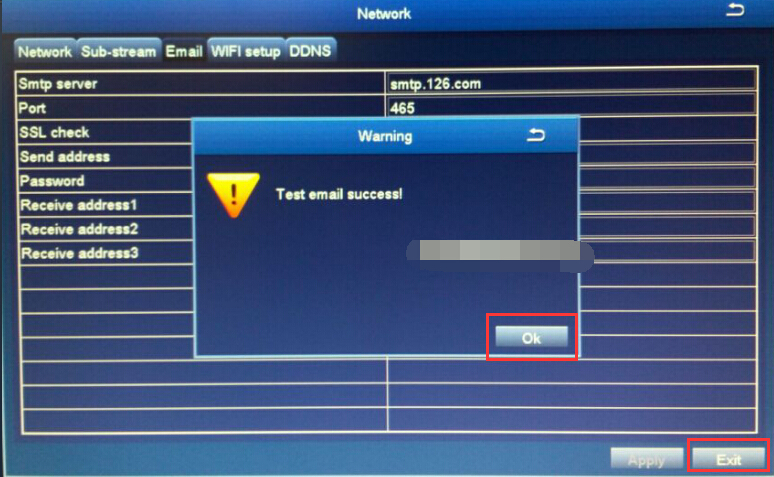 Network
Network Sub-stream Email WIFI setup DDNS
Smtp server smtp.126.com
Port 465
SSL check
Send address
Password
Receive address1
Receive address2
Receive address3
Warning
Test email success!
Ok
Apply Exit